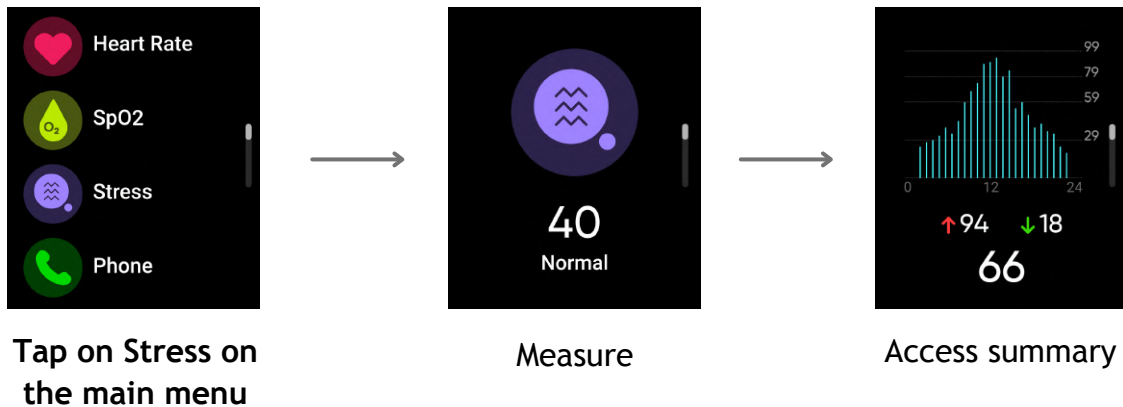 Heart Rate
O₂
SpO2
Stress
Phone
40
Normal
99
79
59
29
0 12 24
↑94 ↓18
66
Tap on Stress on
the main menu
Measure
Access summary